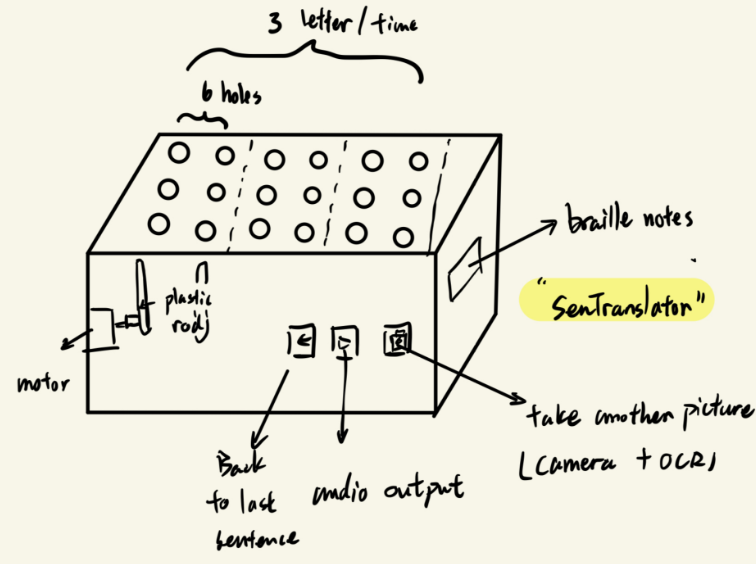 3 letter / time
6 holes
braille notes
"SenTranslator"
plastic
rod
motor
take another picture
(camera + OCR)
Back
to last
sentence
audio output